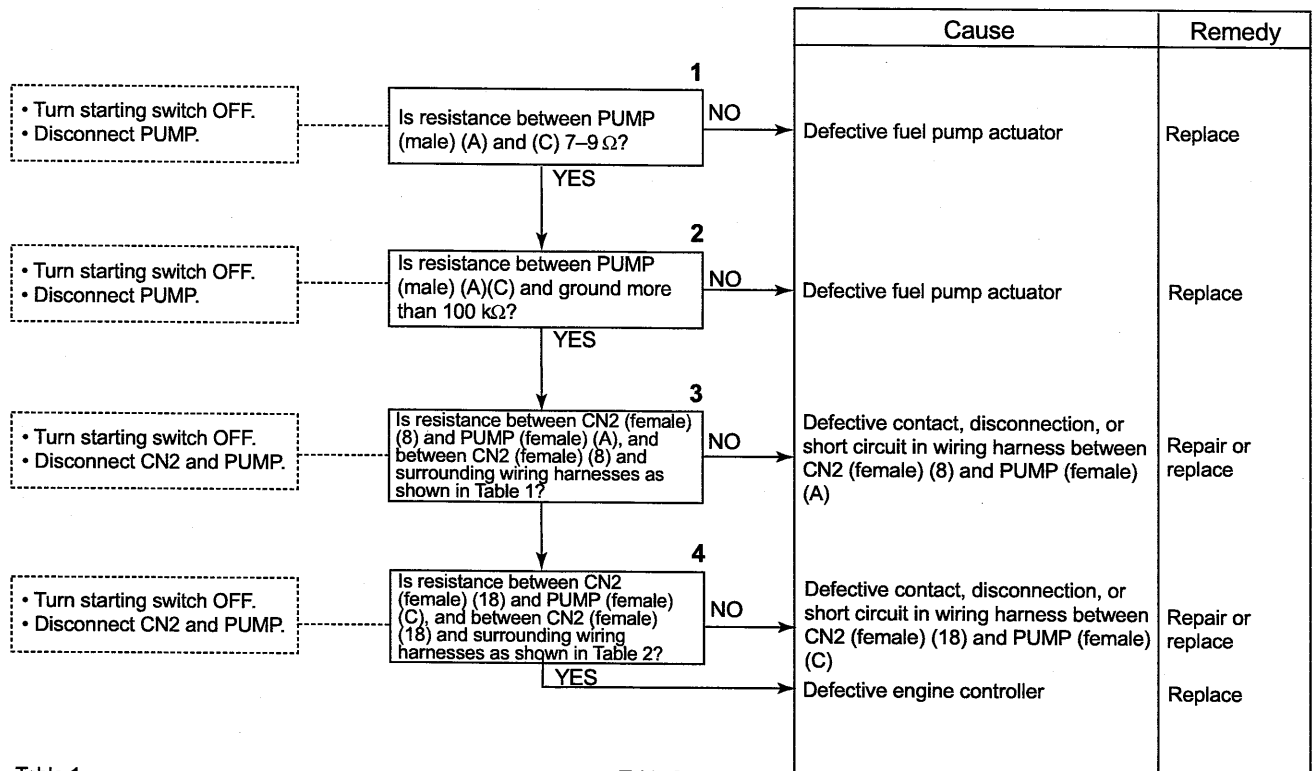 Cause
Remedy
1
• Turn starting switch OFF.
• Disconnect PUMP.
Is resistance between PUMP
(male) (A) and (C) 7–9 Ω?
NO
Defective fuel pump actuator
Replace
YES
2
• Turn starting switch OFF.
• Disconnect PUMP.
Is resistance between PUMP
(male) (A)(C) and ground more
than 100 kΩ?
NO
Defective fuel pump actuator
Replace
YES
3
• Turn starting switch OFF.
• Disconnect CN2 and PUMP.
Is resistance between CN2 (female)
(8) and PUMP (female) (A), and
between CN2 (female) (8) and
surrounding wiring harnesses as
shown in Table 1?
NO
Defective contact, disconnection, or
short circuit in wiring harness between
CN2 (female) (8) and PUMP (female)
(A)
Repair or
replace
4
• Turn starting switch OFF.
• Disconnect CN2 and PUMP.
Is resistance between CN2
(female) (18) and PUMP (female)
(C), and between CN2 (female)
(18) and surrounding wiring
harnesses as shown in Table 2?
NO
Defective contact, disconnection, or
short circuit in wiring harness between
CN2 (female) (18) and PUMP (female)
(C)
Repair or
replace
YES
Defective engine controller
Replace